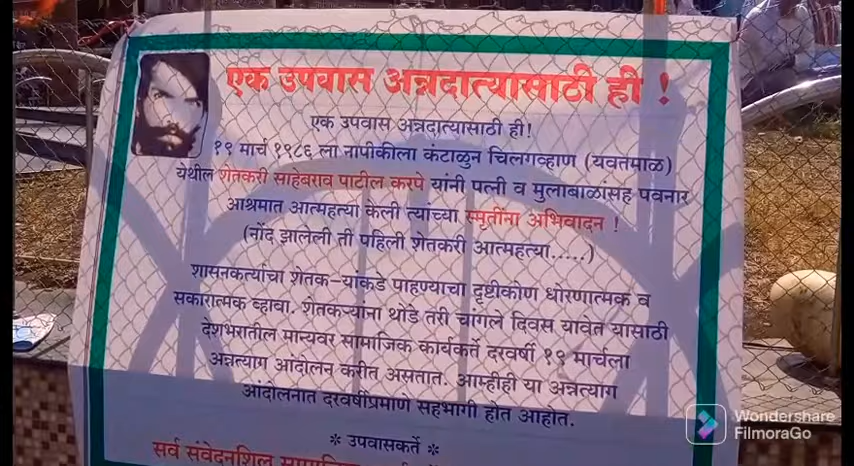 एक उपवास अन्नदात्यासाठी ही !
एक उपवास अन्नदात्यासाठी ही!
१९ मार्च १९८६ ला नापीकीला कंटाळुन चिलगव्हाण (यवतमाळ)
येथील शेतकरी साहेबराव पाटील करपे यांनी पत्नी व मुलाबाळांसह पवनार
आश्रमात आत्महत्या केली त्यांच्या स्मृतींना अभिवादन !
(नोंद झालेली ती पहिली शेतकरी आत्महत्या.....)
शासनकर्त्यांचा शेतक-यांकडे पाहण्याचा दृष्टीकोण धोरणात्मक व
सकारात्मक व्हावा. शेतकऱ्यांना थोडे तरी चांगले दिवस यावेत यासाठी
देशभरातील मान्यवर सामाजिक कार्यकर्ते दरवर्षी १९ मार्चला
अन्नत्याग आंदोलन करीत असतात. आम्हीही या अन्नत्याग
आंदोलनात दरवर्षीप्रमाणे सहभागी होत आहोत.
* उपवासकर्ते *
सर्व संवेदनशिल
Wondershare
FilmoraGo